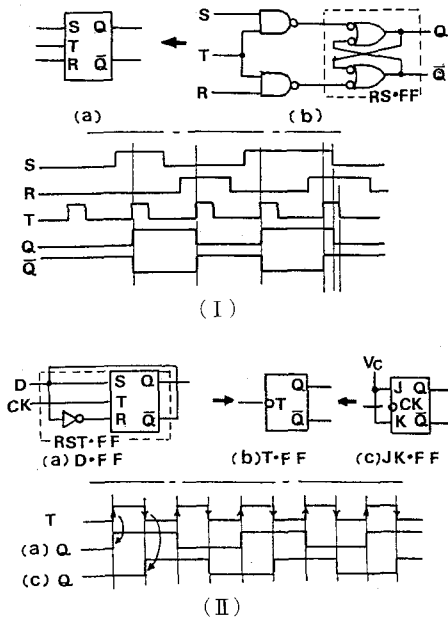 S Q
T
R Q̄
(a)
S
T
R
Q
Q̄
RS・FF
(b)
S
R
T
Q
Q̄
(Ⅰ)
D
CK
S Q
T
R Q̄
RST・FF
(a) D・FF
Q
T
Q̄
(b)T・FF
Vc
J Q
CK
K Q̄
(c)JK・FF
T
(a) Q
(c) Q
(Ⅱ)